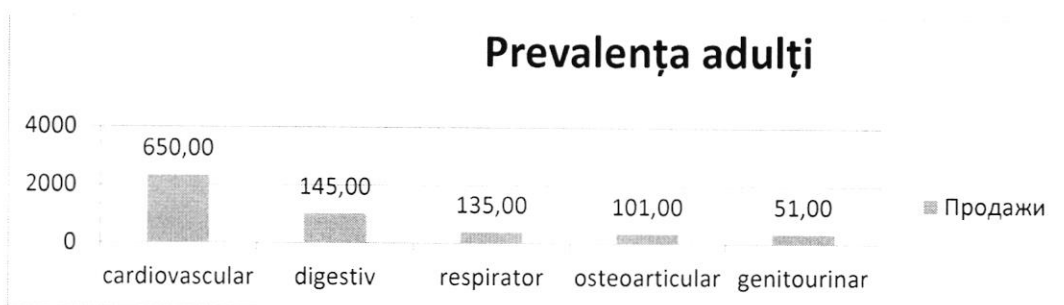 Prevalența adulți
4000
2000
0
650,00
145,00
135,00
101,00
51,00
cardiovascular
digestiv
respirator
osteoarticular
genitourinar
Продажи